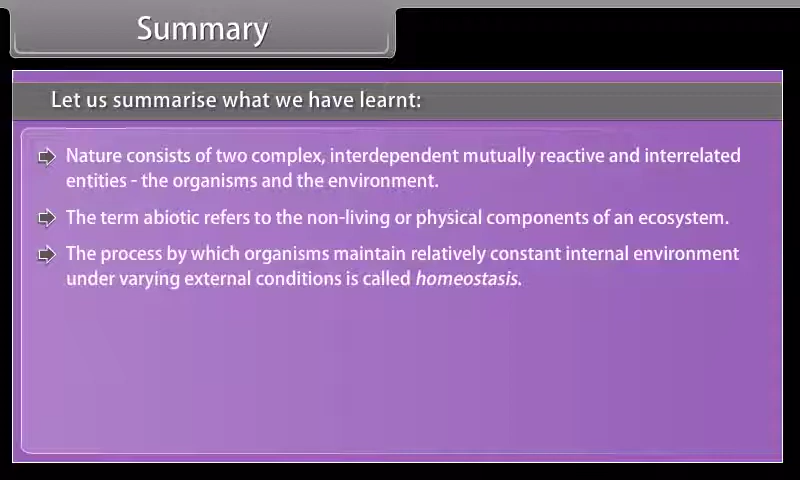 Summary
Let us summarise what we have learnt:
Nature consists of two complex, interdependent mutually reactive and interrelated
entities - the organisms and the environment.
The term abiotic refers to the non-living or physical components of an ecosystem.
The process by which organisms maintain relatively constant internal environment
under varying external conditions is called homeostasis.